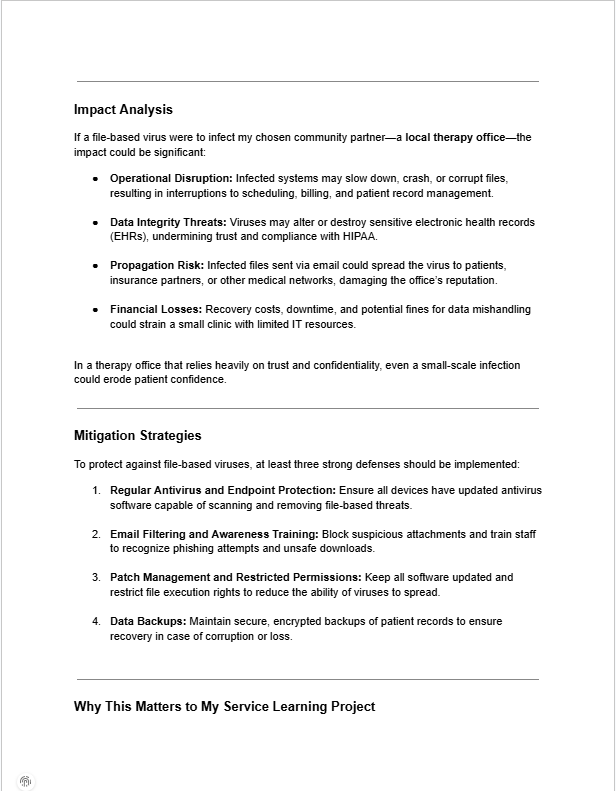 Impact Analysis
If a file-based virus were to infect my chosen community partner—a local therapy office—the
impact could be significant:
● Operational Disruption: Infected systems may slow down, crash, or corrupt files,
resulting in interruptions to scheduling, billing, and patient record management.
● Data Integrity Threats: Viruses may alter or destroy sensitive electronic health records
(EHRs), undermining trust and compliance with HIPAA.
● Propagation Risk: Infected files sent via email could spread the virus to patients,
insurance partners, or other medical networks, damaging the office's reputation.
● Financial Losses: Recovery costs, downtime, and potential fines for data mishandling
could strain a small clinic with limited IT resources.
In a therapy office that relies heavily on trust and confidentiality, even a small-scale infection
could erode patient confidence.
Mitigation Strategies
To protect against file-based viruses, at least three strong defenses should be implemented:
1. Regular Antivirus and Endpoint Protection: Ensure all devices have updated antivirus
software capable of scanning and removing file-based threats.
2. Email Filtering and Awareness Training: Block suspicious attachments and train staff
to recognize phishing attempts and unsafe downloads.
3. Patch Management and Restricted Permissions: Keep all software updated and
restrict file execution rights to reduce the ability of viruses to spread.
4. Data Backups: Maintain secure, encrypted backups of patient records to ensure
recovery in case of corruption or loss.
Why This Matters to My Service Learning Project